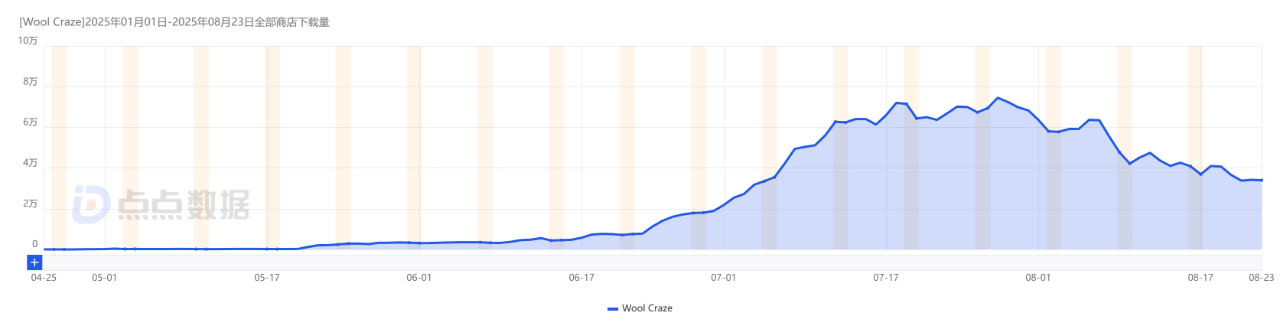 [Wool Craze]2025年01月01日-2025年08月23日全部商店下载量
10万
8万
6万
4万
2万
0
点点数据
04-25 05-01 05-17 06-01 06-17 07-01 07-17 08-01 08-17 08-23
Wool Craze